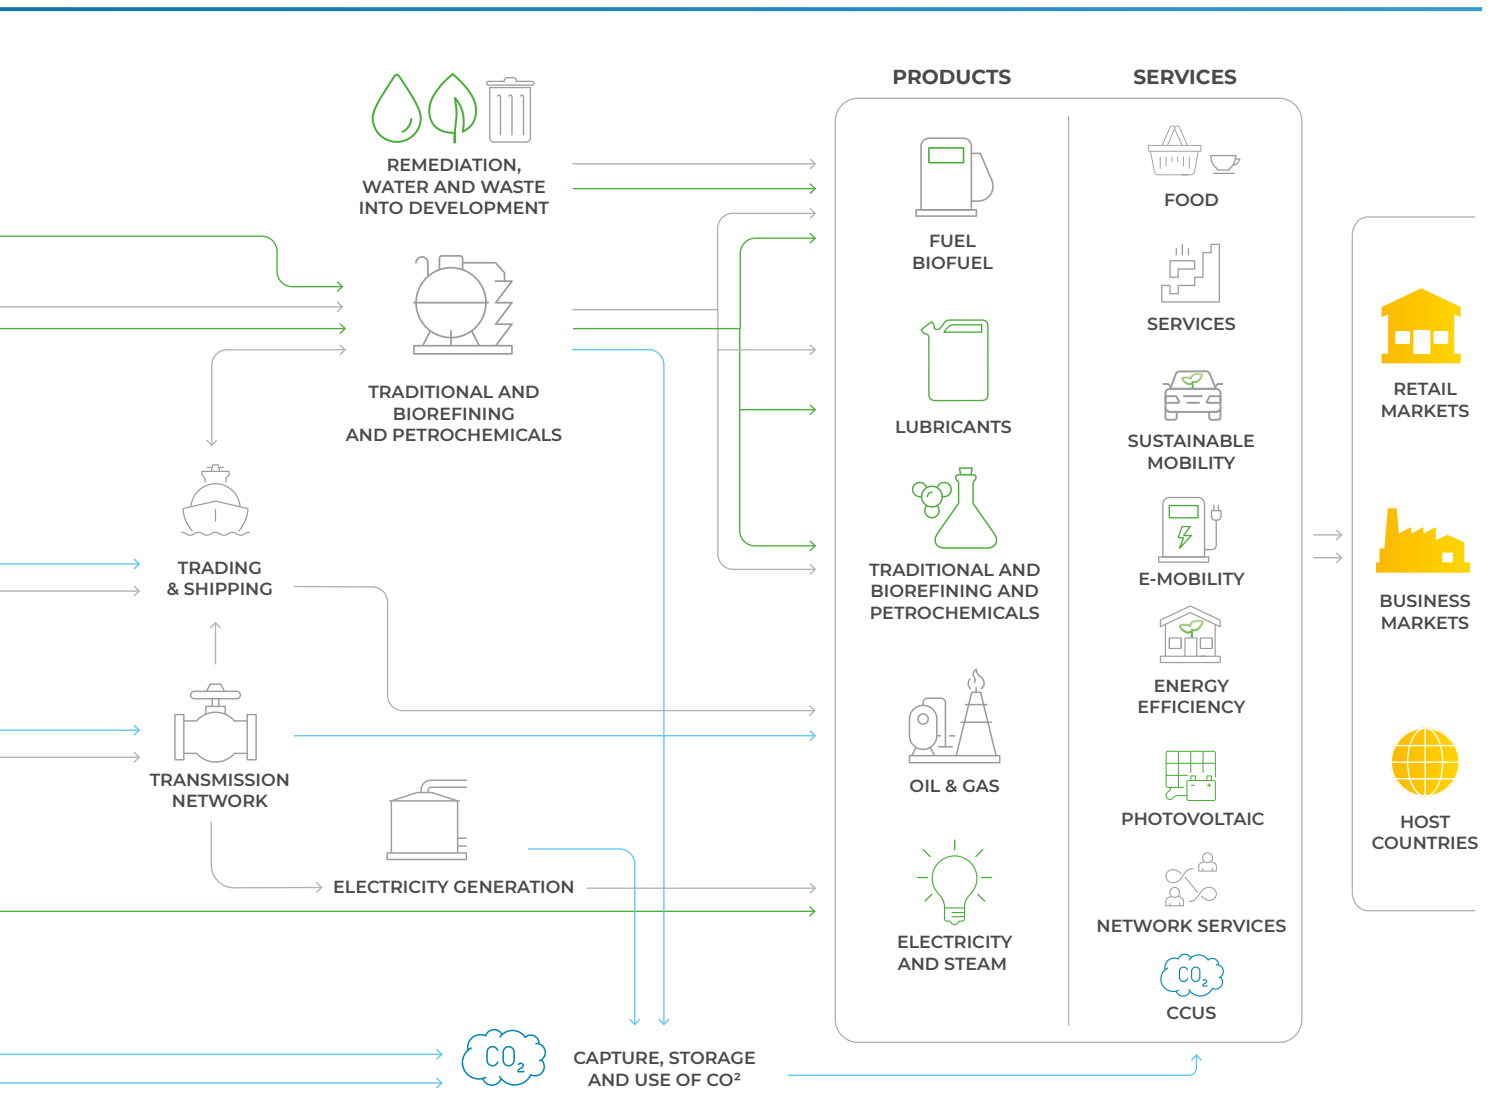 PRODUCTS
SERVICES
REMEDIATION,
WATER AND WASTE
INTO DEVELOPMENT
TRADITIONAL AND
BIOREFINING
AND PETROCHEMICALS
TRADING
& SHIPPING
TRANSMISSION
NETWORK
ELECTRICITY GENERATION
CO₂
CAPTURE, STORAGE
AND USE OF CO²
FUEL
BIOFUEL
LUBRICANTS
TRADITIONAL AND
BIOREFINING AND
PETROCHEMICALS
OIL & GAS
ELECTRICITY
AND STEAM
FOOD
SERVICES
SUSTAINABLE
MOBILITY
E-MOBILITY
ENERGY
EFFICIENCY
PHOTOVOLTAIC
NETWORK SERVICES
CO₂
CCUS
RETAIL
MARKETS
BUSINESS
MARKETS
HOST
COUNTRIES